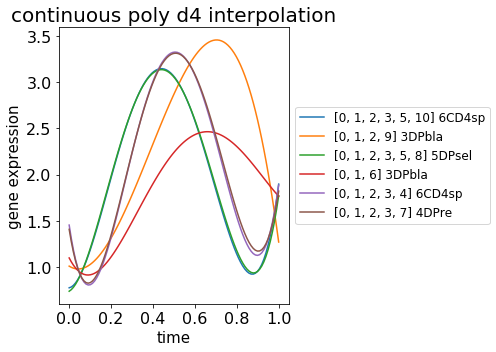 continuous poly d4 interpolation
gene expression
3.5
3.0
2.5
2.0
1.5
1.0
0.0 0.2 0.4 0.6 0.8 1.0
time
[0, 1, 2, 3, 5, 10] 6CD4sp
[0, 1, 2, 9] 3DPbla
[0, 1, 2, 3, 5, 8] 5DPsel
[0, 1, 6] 3DPbla
[0, 1, 2, 3, 4] 6CD4sp
[0, 1, 2, 3, 7] 4DPre